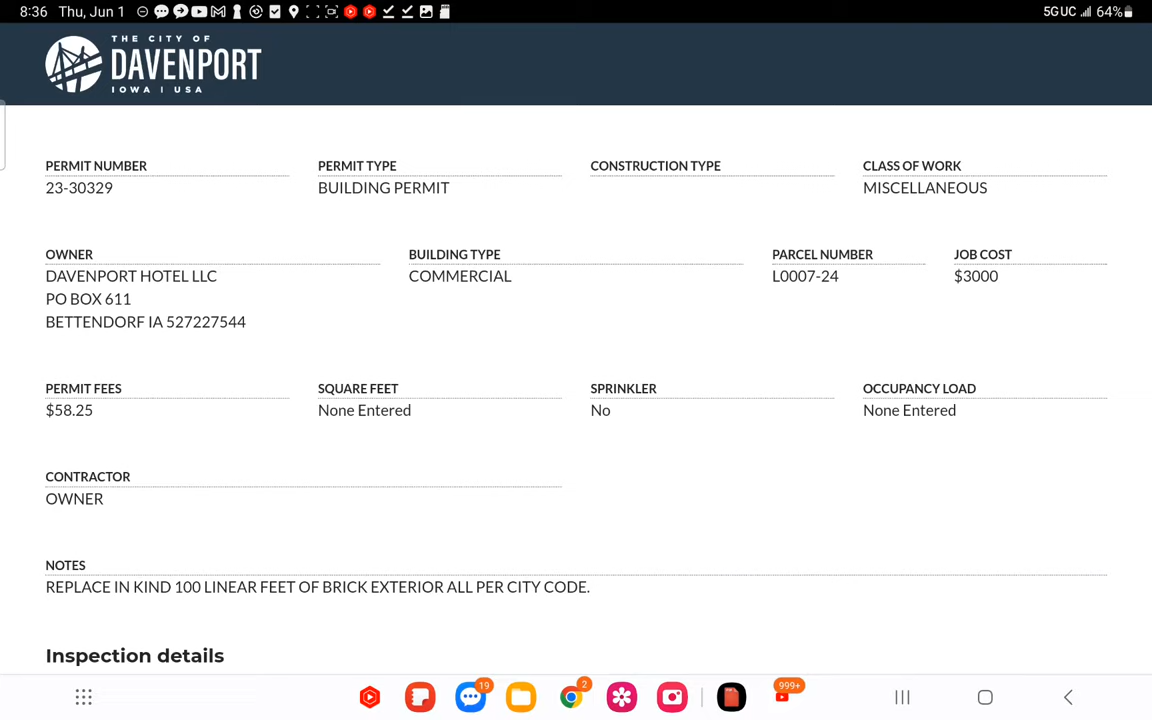 8:36 Thu, Jun 1
5GUC 64%
THE CITY OF
DAVENPORT
IOWA | USA
PERMIT NUMBER PERMIT TYPE CONSTRUCTION TYPE CLASS OF WORK
23-30329 BUILDING PERMIT MISCELLANEOUS
OWNER BUILDING TYPE PARCEL NUMBER JOB COST
DAVENPORT HOTEL LLC COMMERCIAL L0007-24 $3000
PO BOX 611
BETTENDORF IA 527227544
PERMIT FEES SQUARE FEET SPRINKLER OCCUPANCY LOAD
$58.25 None Entered No None Entered
CONTRACTOR
OWNER
NOTES
REPLACE IN KIND 100 LINEAR FEET OF BRICK EXTERIOR ALL PER CITY CODE.
Inspection details
19 2 999+